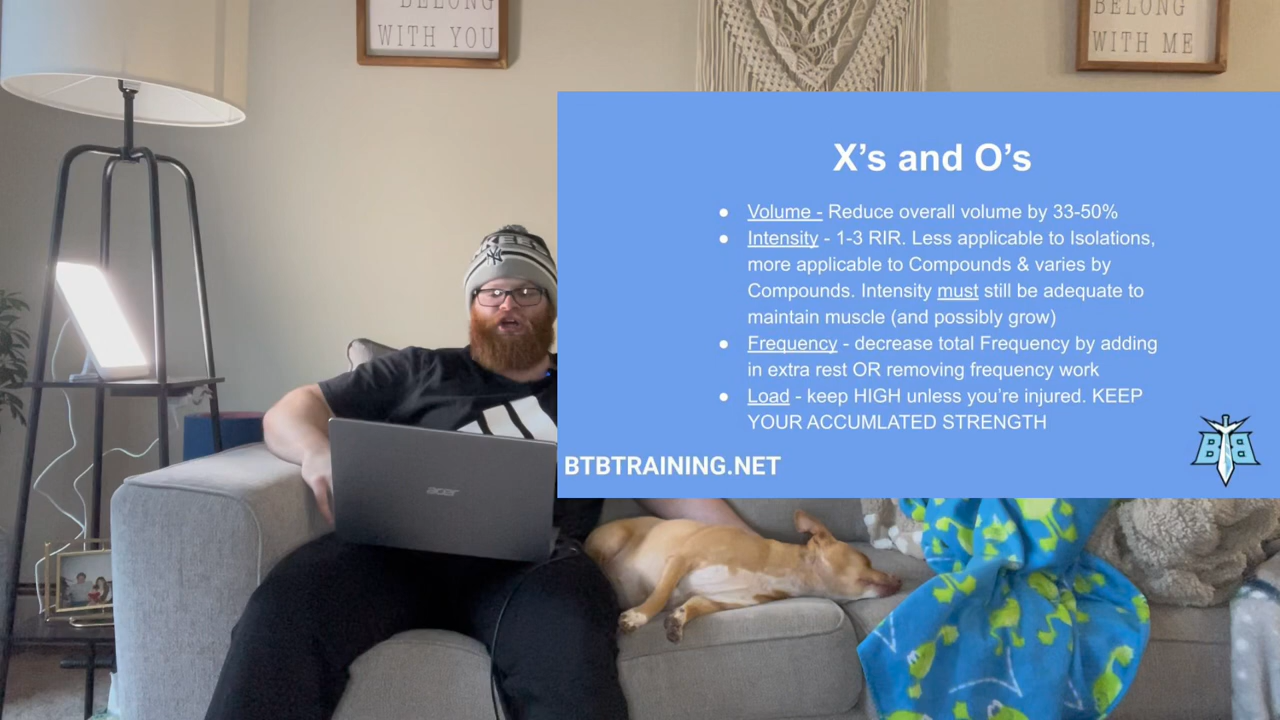 BELONG
WITH YOU
BELONG
WITH ME
X's and O's
● Volume - Reduce overall volume by 33-50%
● Intensity - 1-3 RIR. Less applicable to Isolations,
more applicable to Compounds & varies by
Compounds. Intensity must still be adequate to
maintain muscle (and possibly grow)
● Frequency - decrease total Frequency by adding
in extra rest OR removing frequency work
● Load - keep HIGH unless you're injured. KEEP
YOUR ACCUMLATED STRENGTH
BTBTRAINING.NET
BTB
acer